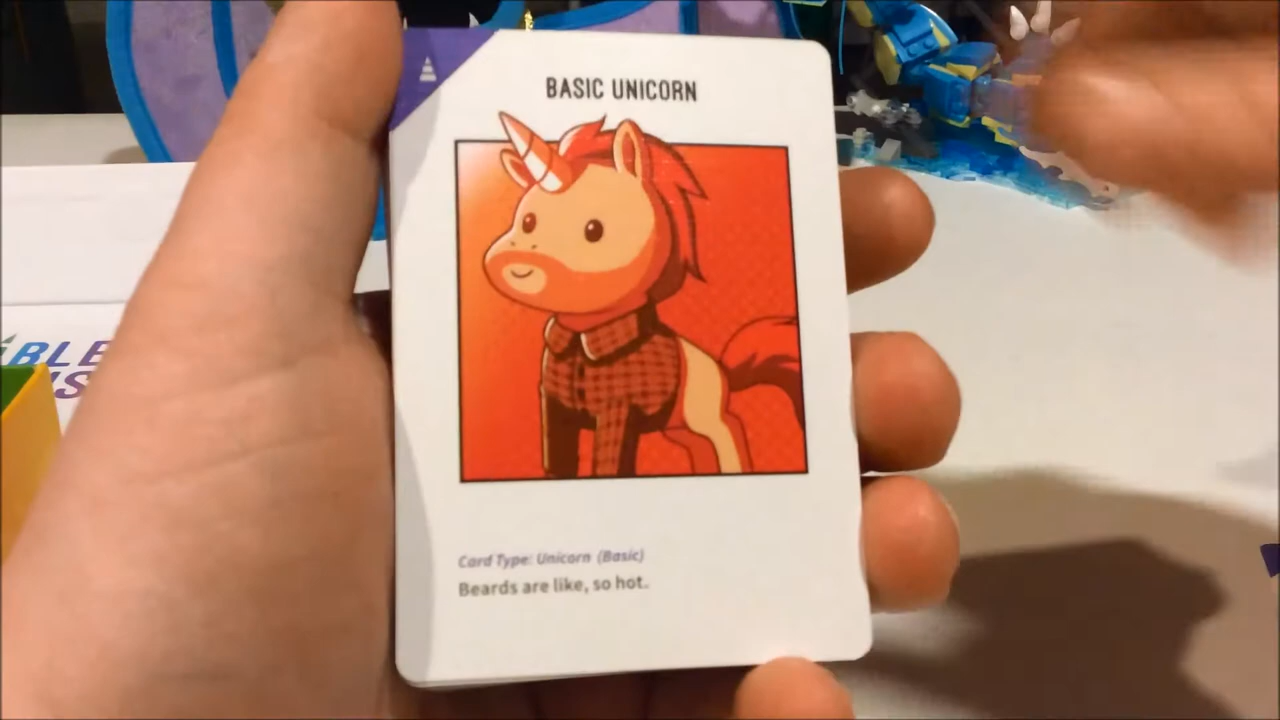 BASIC UNICORN
Card Type: Unicorn (Basic)
Beards are like, so hot.